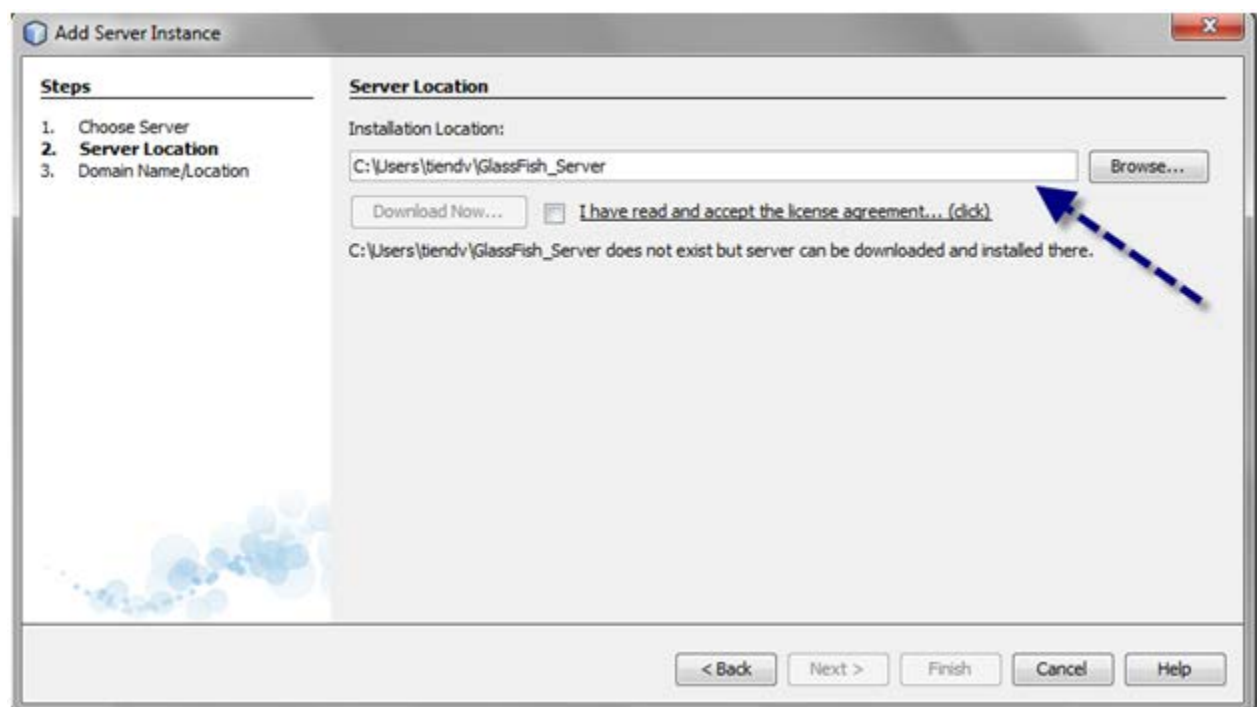 Add Server Instance
Steps
1. Choose Server
2. Server Location
3. Domain Name/Location
Server Location
Installation Location:
C:\Users\tiendv\GlassFish_Server
Browse...
Download Now...
I have read and accept the license agreement... (click)
C:\Users\tiendv\GlassFish_Server does not exist but server can be downloaded and installed there.
< Back
Next >
Finish
Cancel
Help